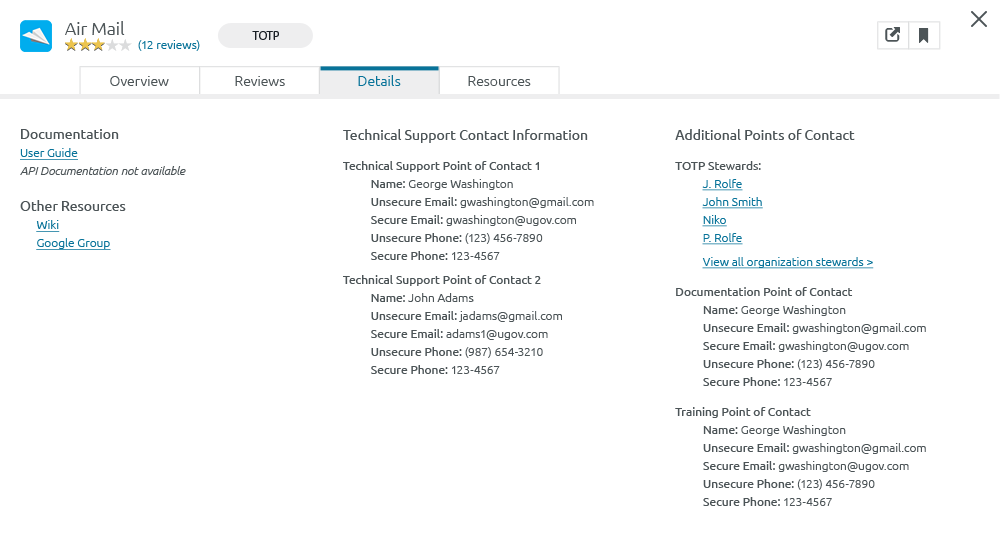 Air Mail
(12 reviews)
TOTP
Overview
Reviews
Details
Resources
Documentation
User Guide
API Documentation not available
Other Resources
Wiki
Google Group
Technical Support Contact Information
Technical Support Point of Contact 1
Name: George Washington
Unsecure Email: gwashington@gmail.com
Secure Email: gwashington@ugov.com
Unsecure Phone: (123) 456-7890
Secure Phone: 123-4567
Technical Support Point of Contact 2
Name: John Adams
Unsecure Email: jadams@gmail.com
Secure Email: adams1@ugov.com
Unsecure Phone: (987) 654-3210
Secure Phone: 123-4567
Additional Points of Contact
TOTP Stewards:
J. Rolfe
John Smith
Niko
P. Rolfe
View all organization stewards >
Documentation Point of Contact
Name: George Washington
Unsecure Email: gwashington@gmail.com
Secure Email: gwashington@ugov.com
Unsecure Phone: (123) 456-7890
Secure Phone: 123-4567
Training Point of Contact
Name: George Washington
Unsecure Email: gwashington@gmail.com
Secure Email: gwashington@ugov.com
Unsecure Phone: (123) 456-7890
Secure Phone: 123-4567